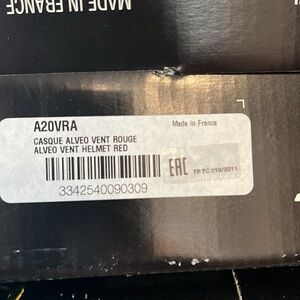 MADE IN FRANCE
A20VRA
Made in France
CASQUE ALVEO VENT ROUGE
ALVEO VENT HELMET RED
EAC
TP TC 019/2011
3342540090309